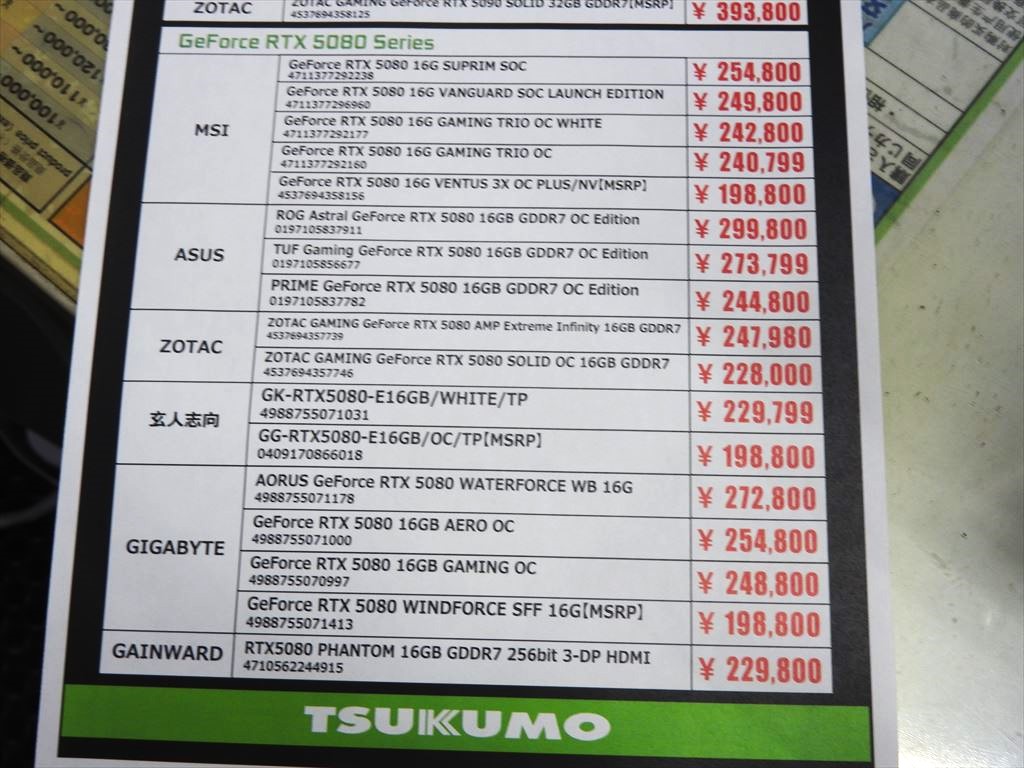 ZOTAC
ZOTAC GAMING GeForce RTX 5090 SOLID 32GB GDDR7[MSRP]
4537694358125
¥ 393,800
GeForce RTX 5080 Series
MSI
GeForce RTX 5080 16G SUPRIM SOC
4711377292238
¥ 254,800
GeForce RTX 5080 16G VANGUARD SOC LAUNCH EDITION
4711377296960
¥ 249,800
GeForce RTX 5080 16G GAMING TRIO OC WHITE
4711377292177
¥ 242,800
GeForce RTX 5080 16G GAMING TRIO OC
4711377292160
¥ 240,799
GeForce RTX 5080 16G VENTUS 3X OC PLUS/NV[MSRP]
4537694358156
¥ 198,800
ASUS
ROG Astral GeForce RTX 5080 16GB GDDR7 OC Edition
0197105837911
¥ 299,800
TUF Gaming GeForce RTX 5080 16GB GDDR7 OC Edition
0197105856677
¥ 273,799
PRIME GeForce RTX 5080 16GB GDDR7 OC Edition
0197105837782
¥ 244,800
ZOTAC
ZOTAC GAMING GeForce RTX 5080 AMP Extreme Infinity 16GB GDDR7
4537694357739
¥ 247,980
ZOTAC GAMING GeForce RTX 5080 SOLID OC 16GB GDDR7
4537694357746
¥ 228,000
玄人志向
GK-RTX5080-E16GB/WHITE/TP
4988755071031
¥ 229,799
GG-RTX5080-E16GB/OC/TP[MSRP]
0409170866018
¥ 198,800
GIGABYTE
AORUS GeForce RTX 5080 WATERFORCE WB 16G
4988755071178
¥ 272,800
GeForce RTX 5080 16GB AERO OC
4988755071000
¥ 254,800
GeForce RTX 5080 16GB GAMING OC
4988755070997
¥ 248,800
GeForce RTX 5080 WINDFORCE SFF 16G[MSRP]
4988755071413
¥ 198,800
GAINWARD
RTX5080 PHANTOM 16GB GDDR7 256bit 3-DP HDMI
4710562244915
¥ 229,800
TSUKUMO
¥100,000~
¥110,000~
¥120,000~